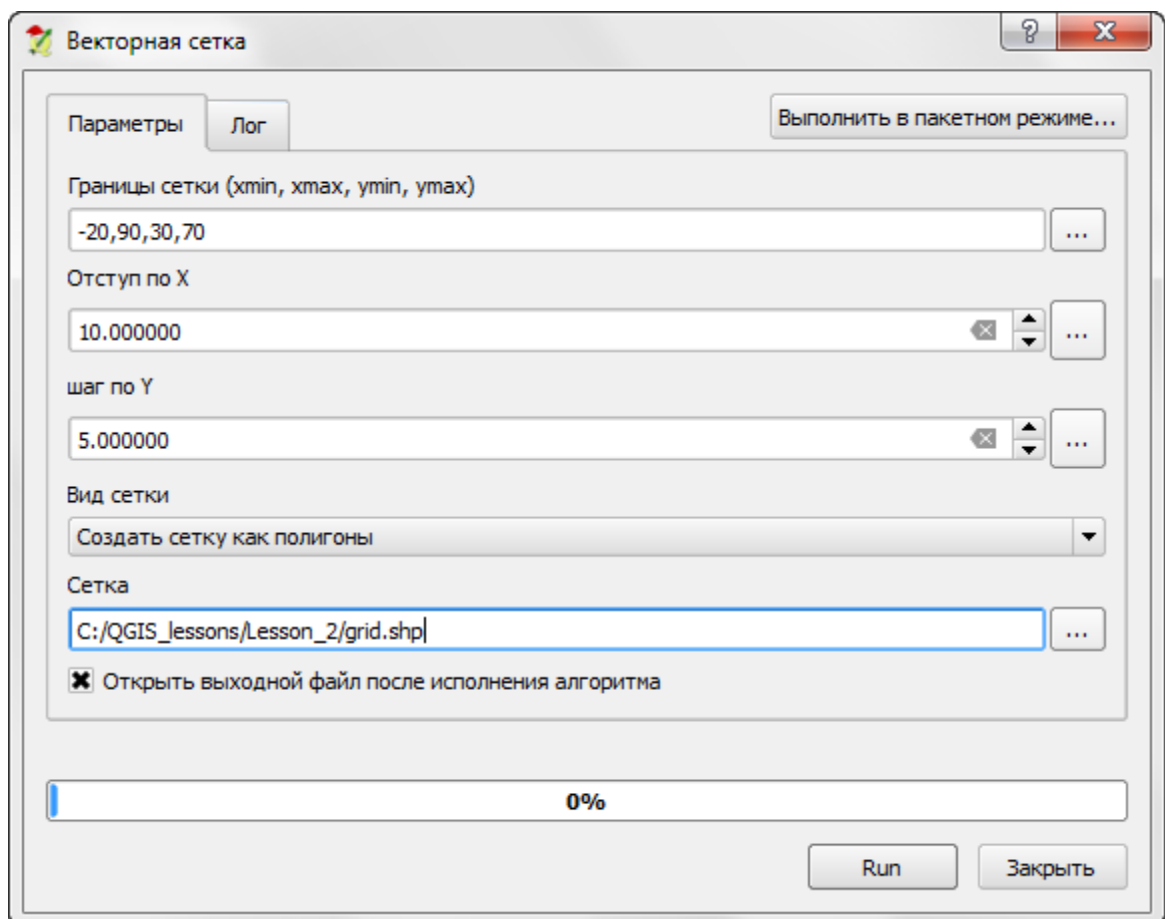 Векторная сетка
?
Параметры
Лог
Выполнить в пакетном режиме...
Границы сетки (xmin, xmax, ymin, ymax)
-20,90,30,70
...
Отступ по X
10.000000
...
шаг по Y
5.000000
...
Вид сетки
Создать сетку как полигоны
Сетка
C:/QGIS_lessons/Lesson_2/grid.shp
...
Открыть выходной файл после исполнения алгоритма
0%
Run
Закрыть